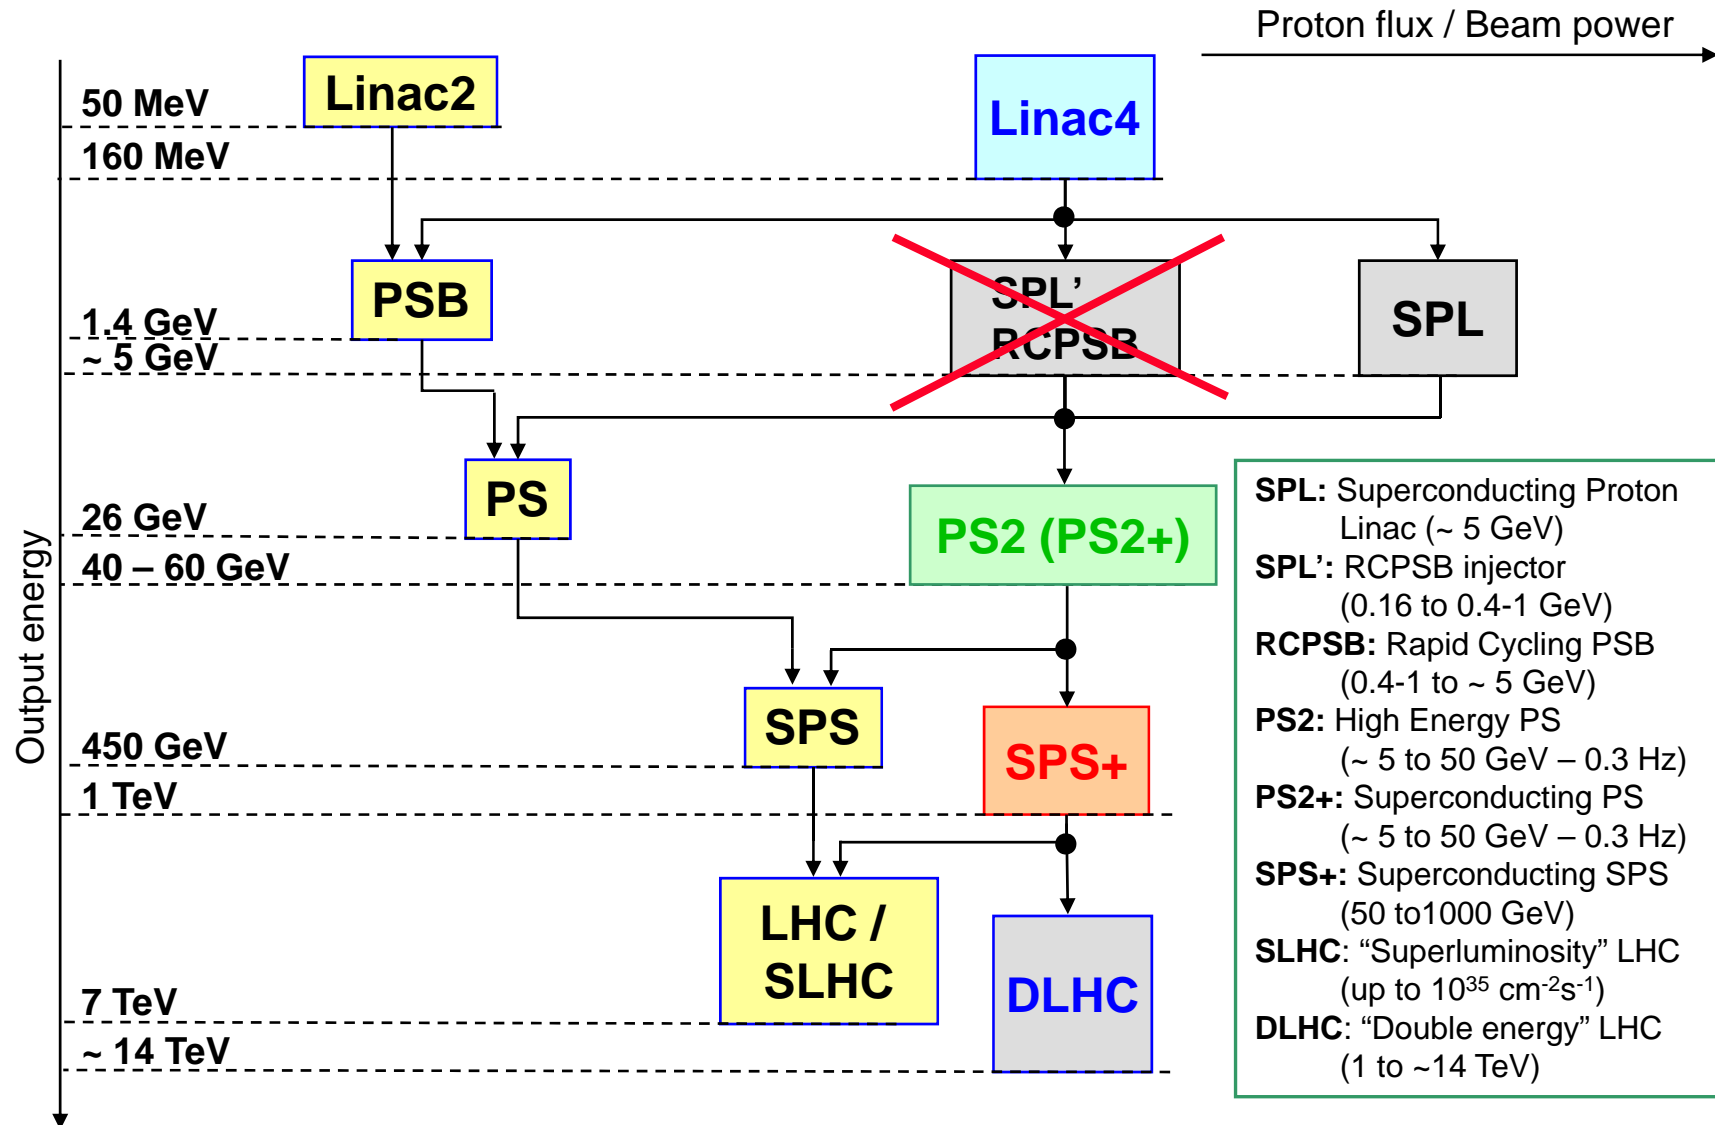 Proton flux / Beam power
Linac2
Linac4
50 MeV
160 MeV
PSB
SPL’
RCPSB
SPL
1.4 GeV
~ 5 GeV
PS
PS2 (PS2+)
26 GeV
40 – 60 GeV
Output energy
SPS
SPS+
450 GeV
1 TeV
LHC /
SLHC
DLHC
7 TeV
~ 14 TeV
SPL: Superconducting Proton
Linac (~ 5 GeV)
SPL’: RCPSB injector
(0.16 to 0.4-1 GeV)
RCPSB: Rapid Cycling PSB
(0.4-1 to ~ 5 GeV)
PS2: High Energy PS
(~ 5 to 50 GeV – 0.3 Hz)
PS2+: Superconducting PS
(~ 5 to 50 GeV – 0.3 Hz)
SPS+: Superconducting SPS
(50 to1000 GeV)
SLHC: “Superluminosity” LHC
(up to 10³⁵ cm⁻²s⁻¹)
DLHC: “Double energy” LHC
(1 to ~14 TeV)